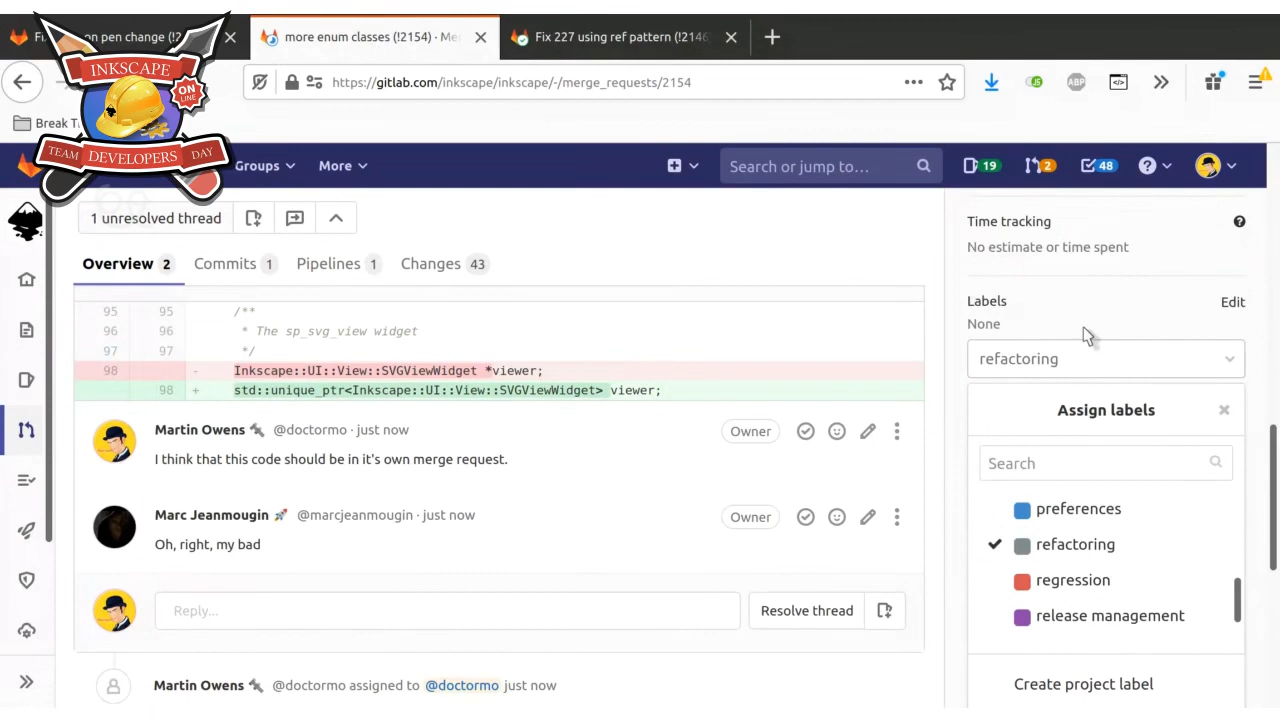 Fi
on pen change (!2
more enum classes (!2154) · Me
Fix 227 using ref pattern (!2146
INKSCAPE
ON
LINE
TEAM
DEVELOPERS
DAY
https://gitlab.com/inkscape/inkscape/-/merge_requests/2154
JS
ABP
Break Ti
Groups
More
Search or jump to...
19
2
48
1 unresolved thread
Overview 2
Commits 1
Pipelines 1
Changes 43
95 95 /**
96 96 * The sp_svg_view widget
97 97 */
98 - Inkscape::UI::View::SVGViewWidget *viewer;
98 + std::unique_ptr<Inkscape::UI::View::SVGViewWidget> viewer;
Martin Owens @doctormo · just now
Owner
I think that this code should be in it's own merge request.
Marc Jeanmougin @marcjeanmougin · just now
Owner
Oh, right, my bad
Reply...
Resolve thread
Martin Owens @doctormo assigned to @doctormo just now
Time tracking
No estimate or time spent
Labels
Edit
None
refactoring
Assign labels
Search
preferences
refactoring
regression
release management
Create project label